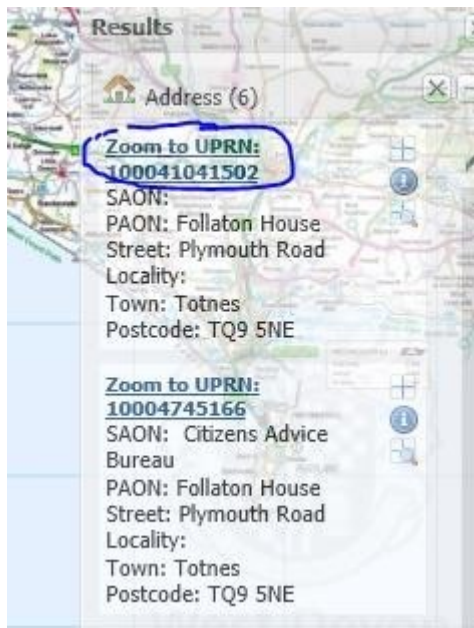 Results
Address (6)
Zoom to UPRN:
100041041502
SAON:
PAON: Follaton House
Street: Plymouth Road
Locality:
Town: Totnes
Postcode: TQ9 5NE
Zoom to UPRN:
10004745166
SAON: Citizens Advice
Bureau
PAON: Follaton House
Street: Plymouth Road
Locality:
Town: Totnes
Postcode: TQ9 5NE